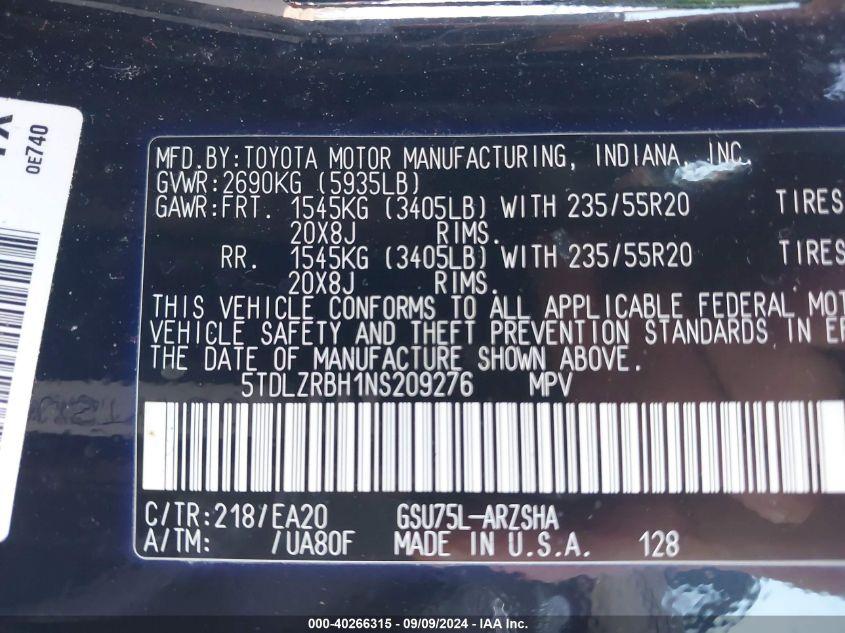 0E740
MFD.BY:TOYOTA MOTOR MANUFACTURING, INDIANA, INC.
GVWR:2690KG (5935LB)
GAWR:FRT. 1545KG (3405LB) WITH 235/55R20 TIRES
20X8J RIMS.
RR. 1545KG (3405LB) WITH 235/55R20 TIRES
20X8J RIMS.
THIS VEHICLE CONFORMS TO ALL APPLICABLE FEDERAL MOT
VEHICLE SAFETY AND THEFT PREVENTION STANDARDS IN EF
THE DATE OF MANUFACTURE SHOWN ABOVE.
5TDLZRBH1NS209276 MPV
C/TR:218/EA20 GSU75L-ARZSHA
A/TM: /UA80F MADE IN U.S.A. 128
000-40266315 - 09/09/2024 - IAA Inc.